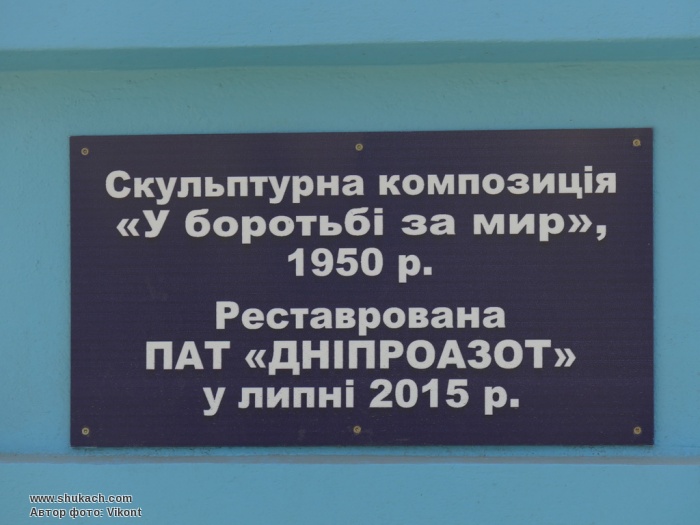 Скульптурна композиція
«У боротьбі за мир»,
1950 р.
Реставрована
ПАТ «ДНІПРОАЗОТ»
у липні 2015 р.
www.shukach.com
Автор фото: Vikont